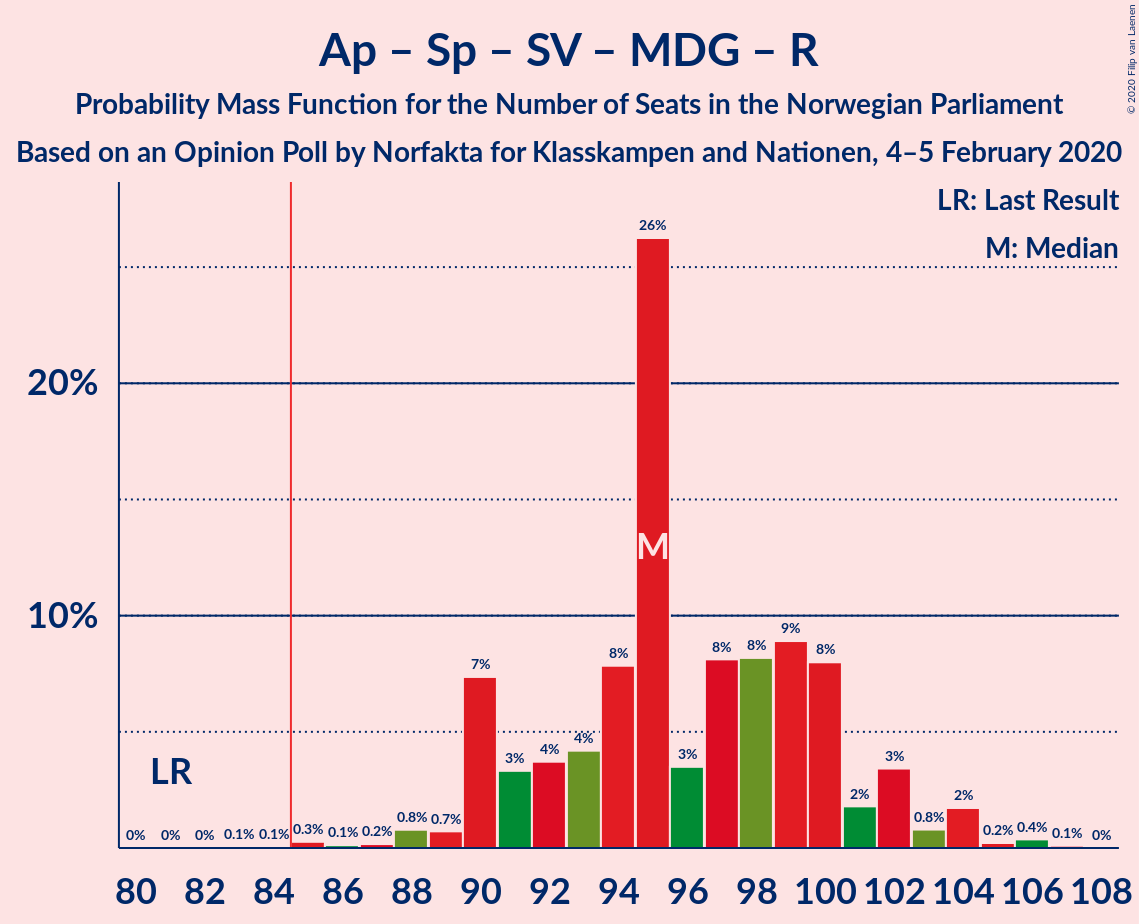 Ap – Sp – SV – MDG – R
Probability Mass Function for the Number of Seats in the Norwegian Parliament
Based on an Opinion Poll by Norfakta for Klasskampen and Nationen, 4–5 February 2020
© 2020 Filip van Laenen
LR: Last Result
M: Median
20%
10%
26%
M
LR
0% 0% 0% 0.1% 0.1% 0.3% 0.1% 0.2% 0.8% 0.7% 7% 3% 4% 4% 8% 3% 8% 8% 9% 8% 2% 3% 0.8% 2% 0.2% 0.4% 0.1% 0%
80 82 84 86 88 90 92 94 96 98 100 102 104 106 108